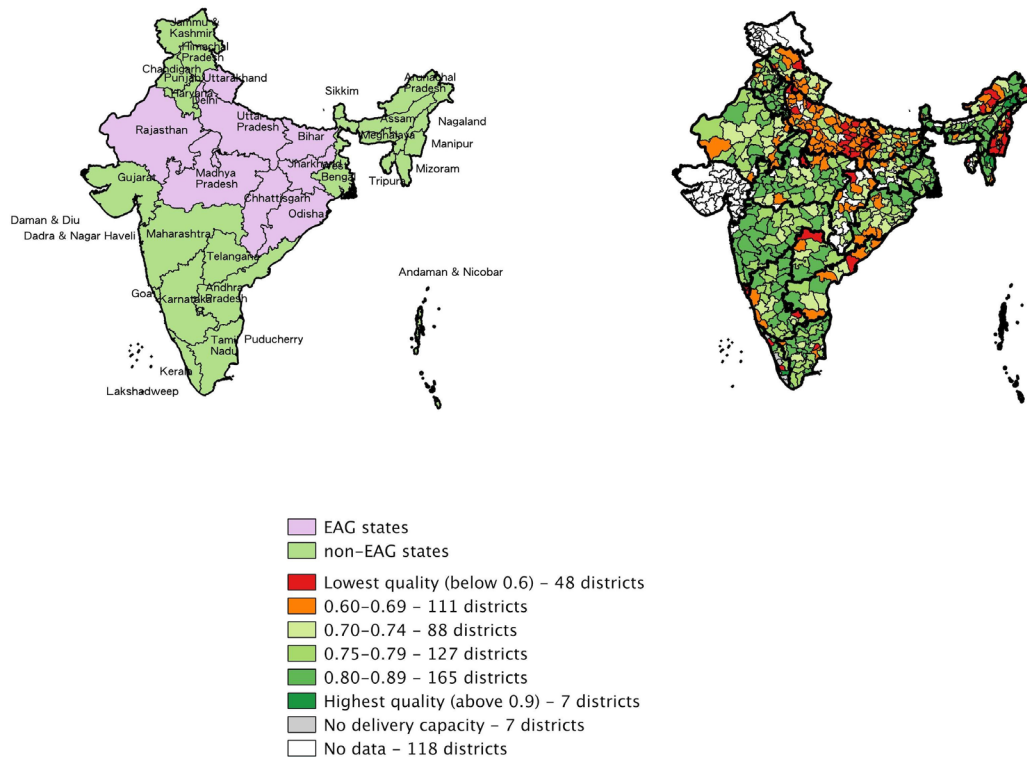 Jammu &
Kashmir
Himachal
Pradesh
Chandigarh
Punjab
Uttarakhand
Haryana
Delhi
Rajasthan
Uttar
Pradesh
Bihar
Sikkim
Arunachal
Pradesh
Assam
Nagaland
Meghalaya
Manipur
Mizoram
Tripura
Jharkhand
West
Bengal
Gujarat
Madhya
Pradesh
Chhattisgarh
Odisha
Daman & Diu
Dadra & Nagar Haveli
Maharashtra
Telangana
Andaman & Nicobar
Goa
Karnataka
Andhra
Pradesh
Tamil
Nadu
Puducherry
Kerala
Lakshadweep
EAG states
non-EAG states
Lowest quality (below 0.6) – 48 districts
0.60–0.69 – 111 districts
0.70–0.74 – 88 districts
0.75–0.79 – 127 districts
0.80–0.89 – 165 districts
Highest quality (above 0.9) – 7 districts
No delivery capacity – 7 districts
No data – 118 districts